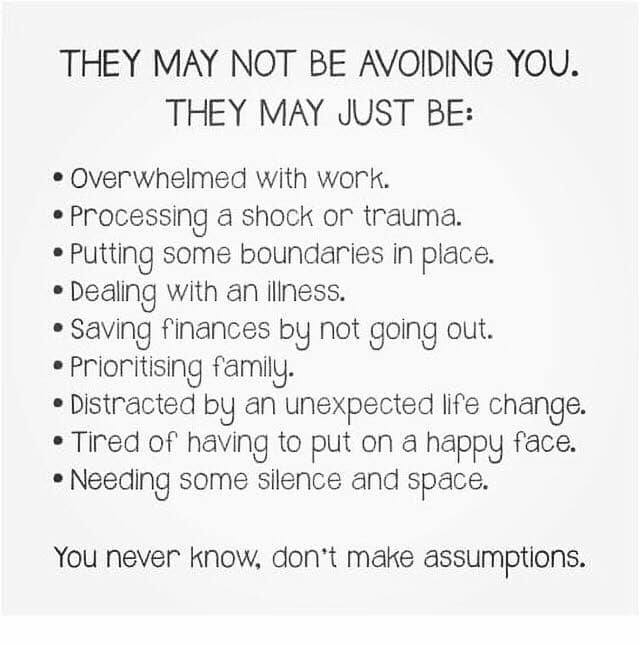 THEY MAY NOT BE AVOIDING YOU.
THEY MAY JUST BE:
• Overwhelmed with work.
• Processing a shock or trauma.
• Putting some boundaries in place.
• Dealing with an illness.
• Saving finances by not going out.
• Prioritising family.
• Distracted by an unexpected life change.
• Tired of having to put on a happy face.
• Needing some silence and space.
You never know, don't make assumptions.